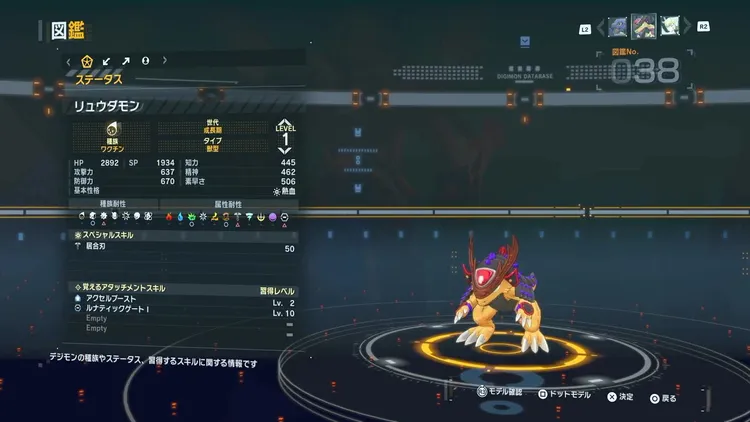 図鑑
L2
R2
図鑑No.
038
DIGIMON DATABASE
ステータス
リュウダモン
種族
ワクチン
世代
成長期
タイプ
獣型
LEVEL
1
HP 2892 SP 1934 知力 445
攻撃力 637 精神 462
防御力 670 素早さ 506
基本性格 熱血
種族耐性 属性耐性
スペシャルスキル
居合刃 50
覚えるアタッチメントスキル 習得レベル
アクセルブースト Lv. 2
ルナティックゲートⅠ Lv. 10
Empty
Empty
デジモンの種族やステータス、習得するスキルに関する情報です
R3 モデル確認 ドットモデル 決定 戻る